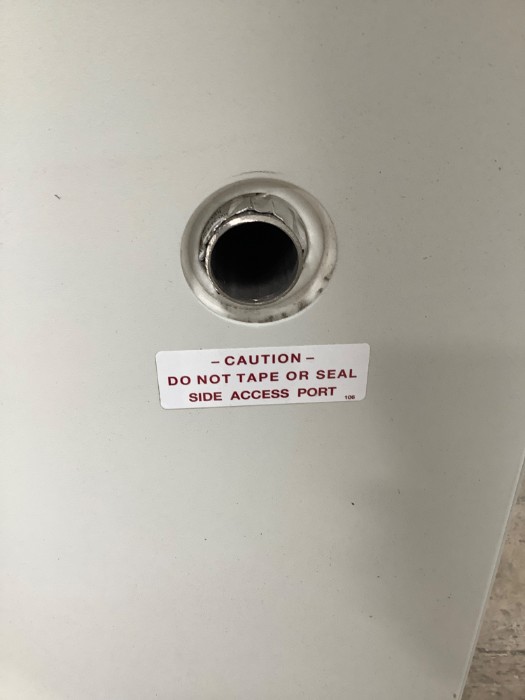 – CAUTION –
DO NOT TAPE OR SEAL
SIDE ACCESS PORT 106